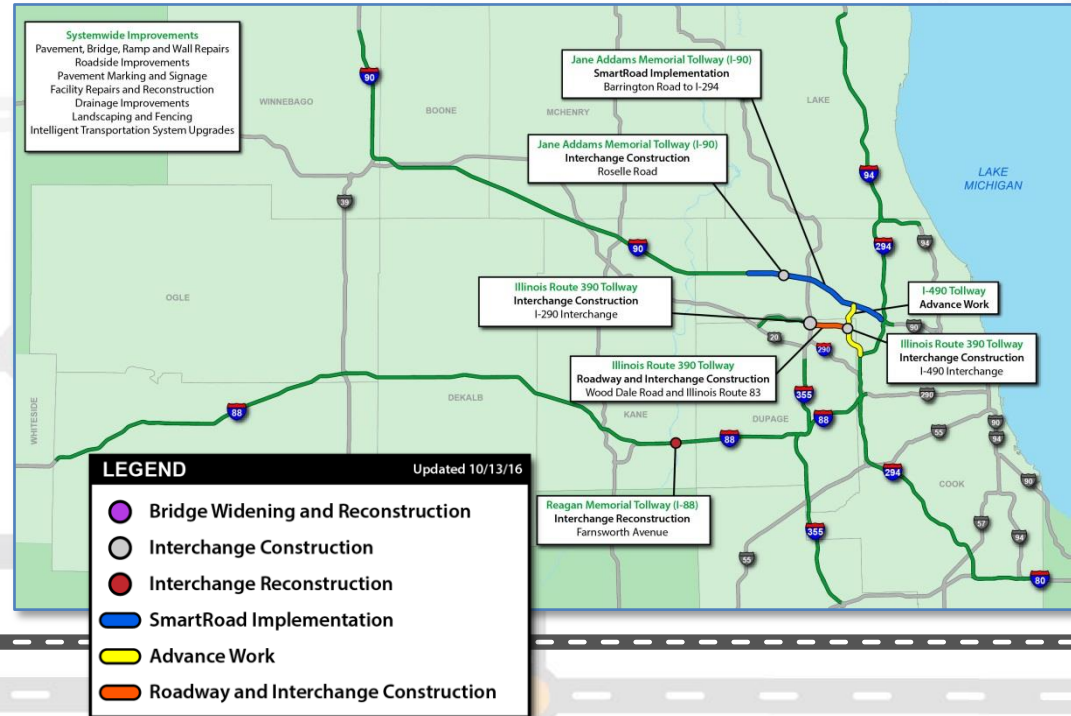 Systemwide Improvements
Pavement, Bridge, Ramp and Wall Repairs
Roadside Improvements
Pavement Marking and Signage
Facility Repairs and Reconstruction
Drainage Improvements
Landscaping and Fencing
Intelligent Transportation System Upgrades
90
WINNEBAGO
BOONE
MCHENRY
LAKE
Jane Addams Memorial Tollway (I-90)
SmartRoad Implementation
Barrington Road to I-294
Jane Addams Memorial Tollway (I-90)
Interchange Construction
Roselle Road
LAKE
MICHIGAN
94
39
90
294
94
OGLE
Illinois Route 390 Tollway
Interchange Construction
I-290 Interchange
I-490 Tollway
Advance Work
90
20
290
Illinois Route 390 Tollway
Interchange Construction
I-490 Interchange
Illinois Route 390 Tollway
Roadway and Interchange Construction
Wood Dale Road and Illinois Route 83
WHITESIDE
88
DEKALB
KANE
DUPAGE
355
88
290
88
55
90
94
294
COOK
90
Reagan Memorial Tollway (I-88)
Interchange Reconstruction
Farnsworth Avenue
355
57
94
55
80
LEGEND
Updated 10/13/16
Bridge Widening and Reconstruction
Interchange Construction
Interchange Reconstruction
SmartRoad Implementation
Advance Work
Roadway and Interchange Construction